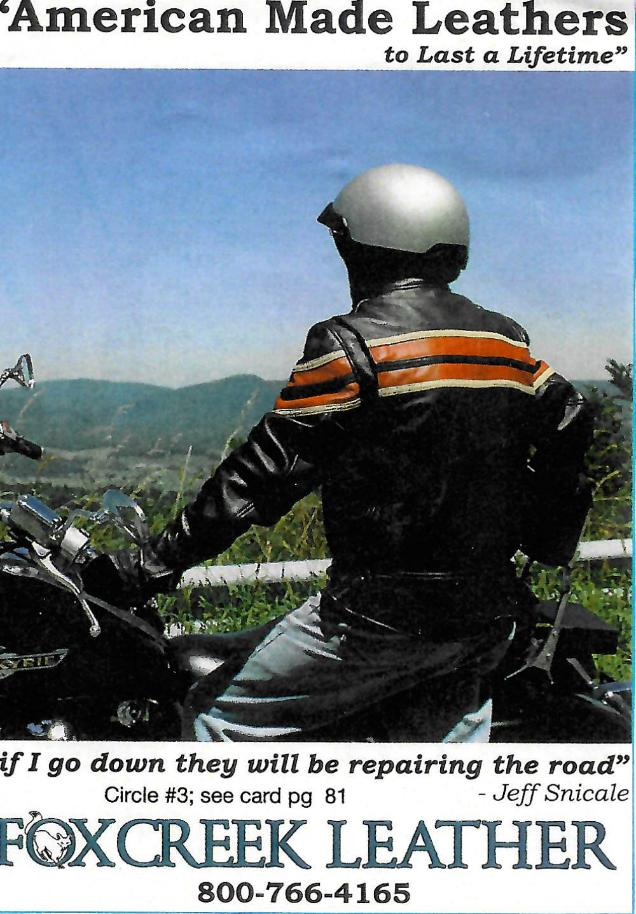 “American Made Leathers
to Last a Lifetime”
KYRIE
if I go down they will be repairing the road”
Circle #3; see card pg 81
- Jeff Snicale
FOXCREEK LEATHER
800-766-4165